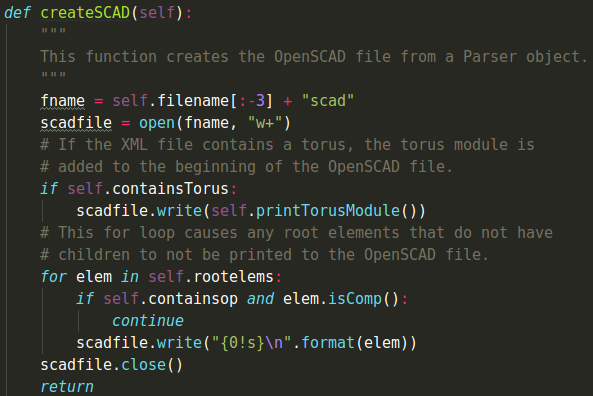 def createSCAD(self):
    """
    This function creates the OpenSCAD file from a Parser object.
    """
    fname = self.filename[:-3] + "scad"
    scadfile = open(fname, "w+")
    # If the XML file contains a torus, the torus module is
    # added to the beginning of the OpenSCAD file.
    if self.containsTorus:
        scadfile.write(self.printTorusModule())
    # This for loop causes any root elements that do not have
    # children to not be printed to the OpenSCAD file.
    for elem in self.rootelems:
        if self.containsop and elem.isComp():
            continue
        scadfile.write("{0!s}\n".format(elem))
    scadfile.close()
    return